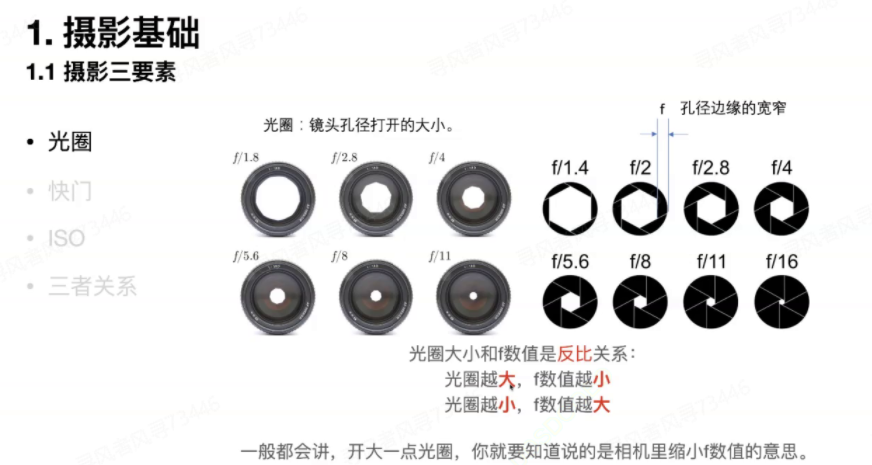 1. 摄影基础
1.1 摄影三要素
• 光圈
• 快门
• ISO
• 三者关系
光圈：镜头孔径打开的大小。
f/1.8 f/2.8 f/4
f/5.6 f/8 f/11
f 孔径边缘的宽窄
f/1.4 f/2 f/2.8 f/4
f/5.6 f/8 f/11 f/16
光圈大小和f数值是反比关系：
光圈越大，f数值越小
光圈越小，f数值越大
一般都会讲，开大一点光圈，你就要知道说的是相机里缩小f数值的意思。